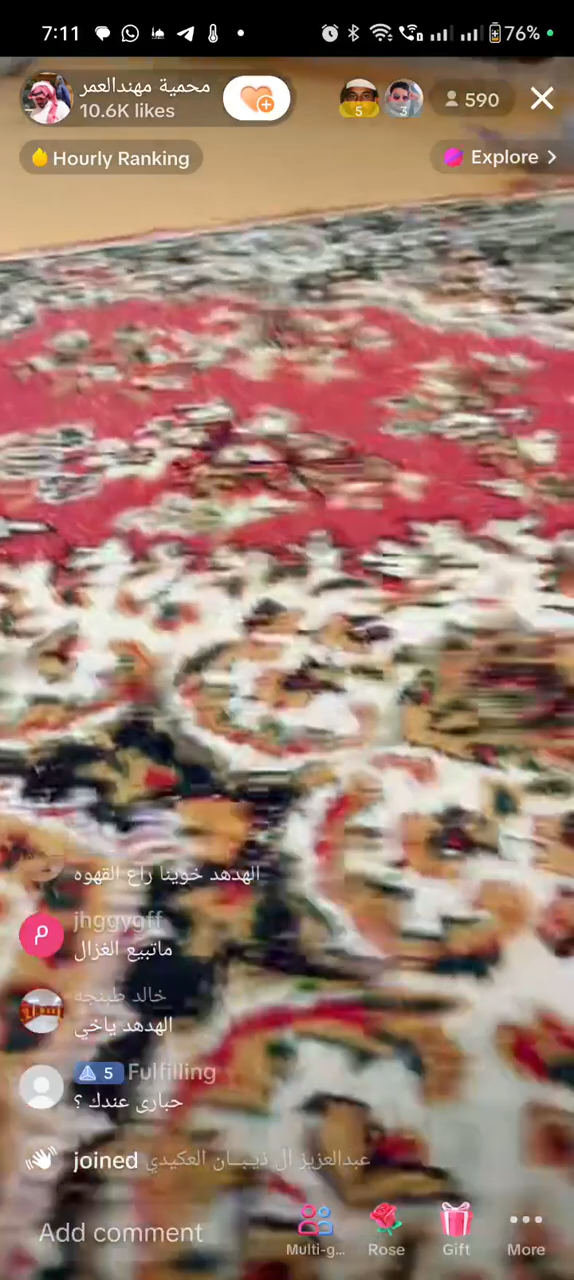 7:11
76%
محمية مهندالعمر
10.6K likes
5
3
590
Hourly Ranking
Explore
الهدهد خوينا راع القهوه
م
jhggygff
ماتبيع الغزال
خالد طبنجه
الهدهد ياخي
5 Fulfilling
حبارى عندك ؟
joined عبدالعزيز ال ذيـبـــان العكيدي
Add comment
Multi-g...
Rose
Gift
More